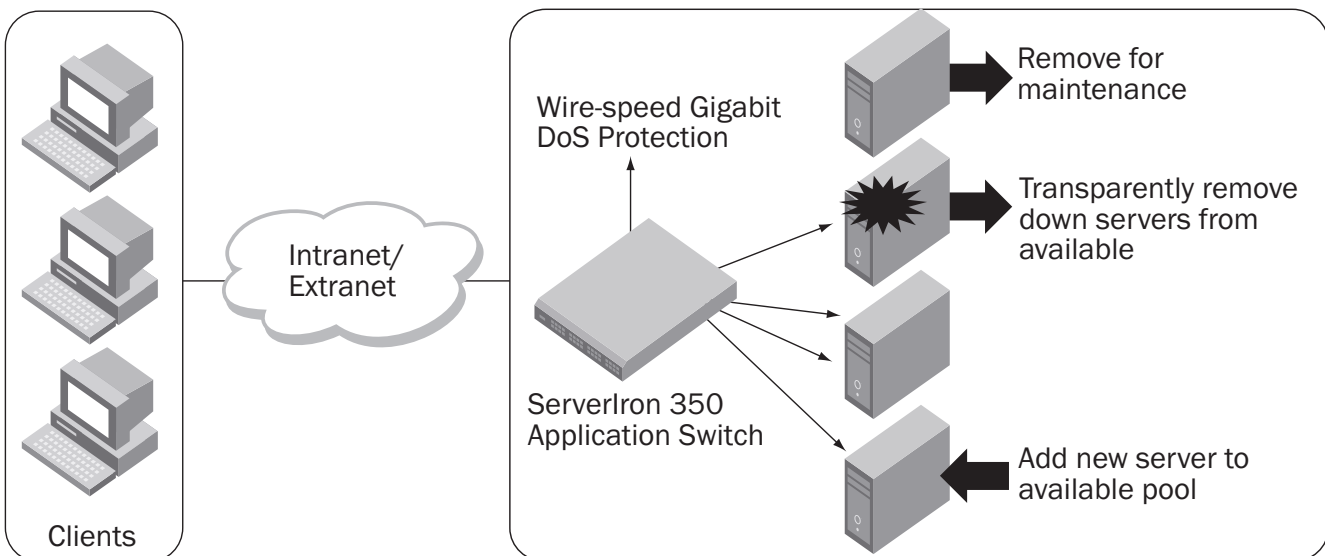 Clients
Intranet/
Extranet
Wire-speed Gigabit
DoS Protection
ServerIron 350
Application Switch
Remove for
maintenance
Transparently remove
down servers from
available
Add new server to
available pool